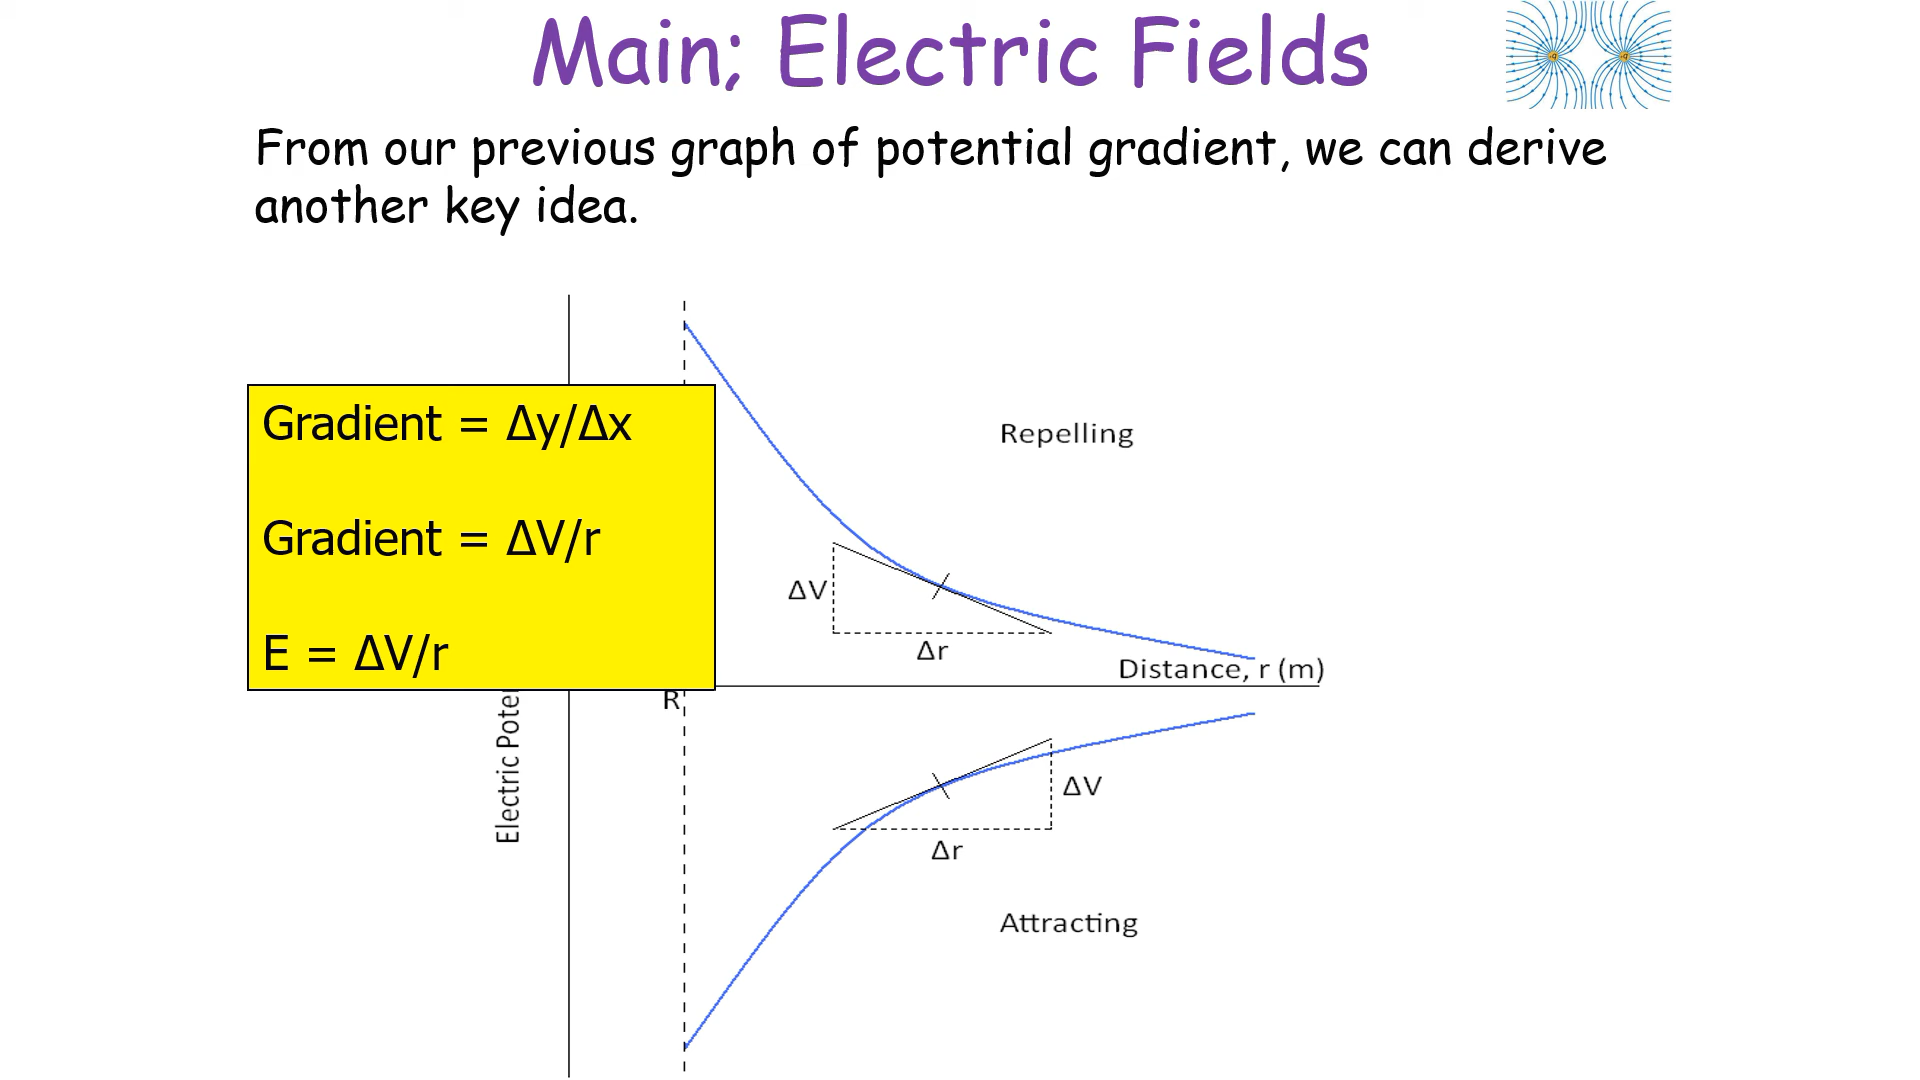 Main; Electric Fields
From our previous graph of potential gradient, we can derive
another key idea.
Gradient = Δy/Δx
Gradient = ΔV/r
E = ΔV/r
Repelling
ΔV
Δr
Distance, r (m)
R
Electric
ΔV
Δr
Attracting